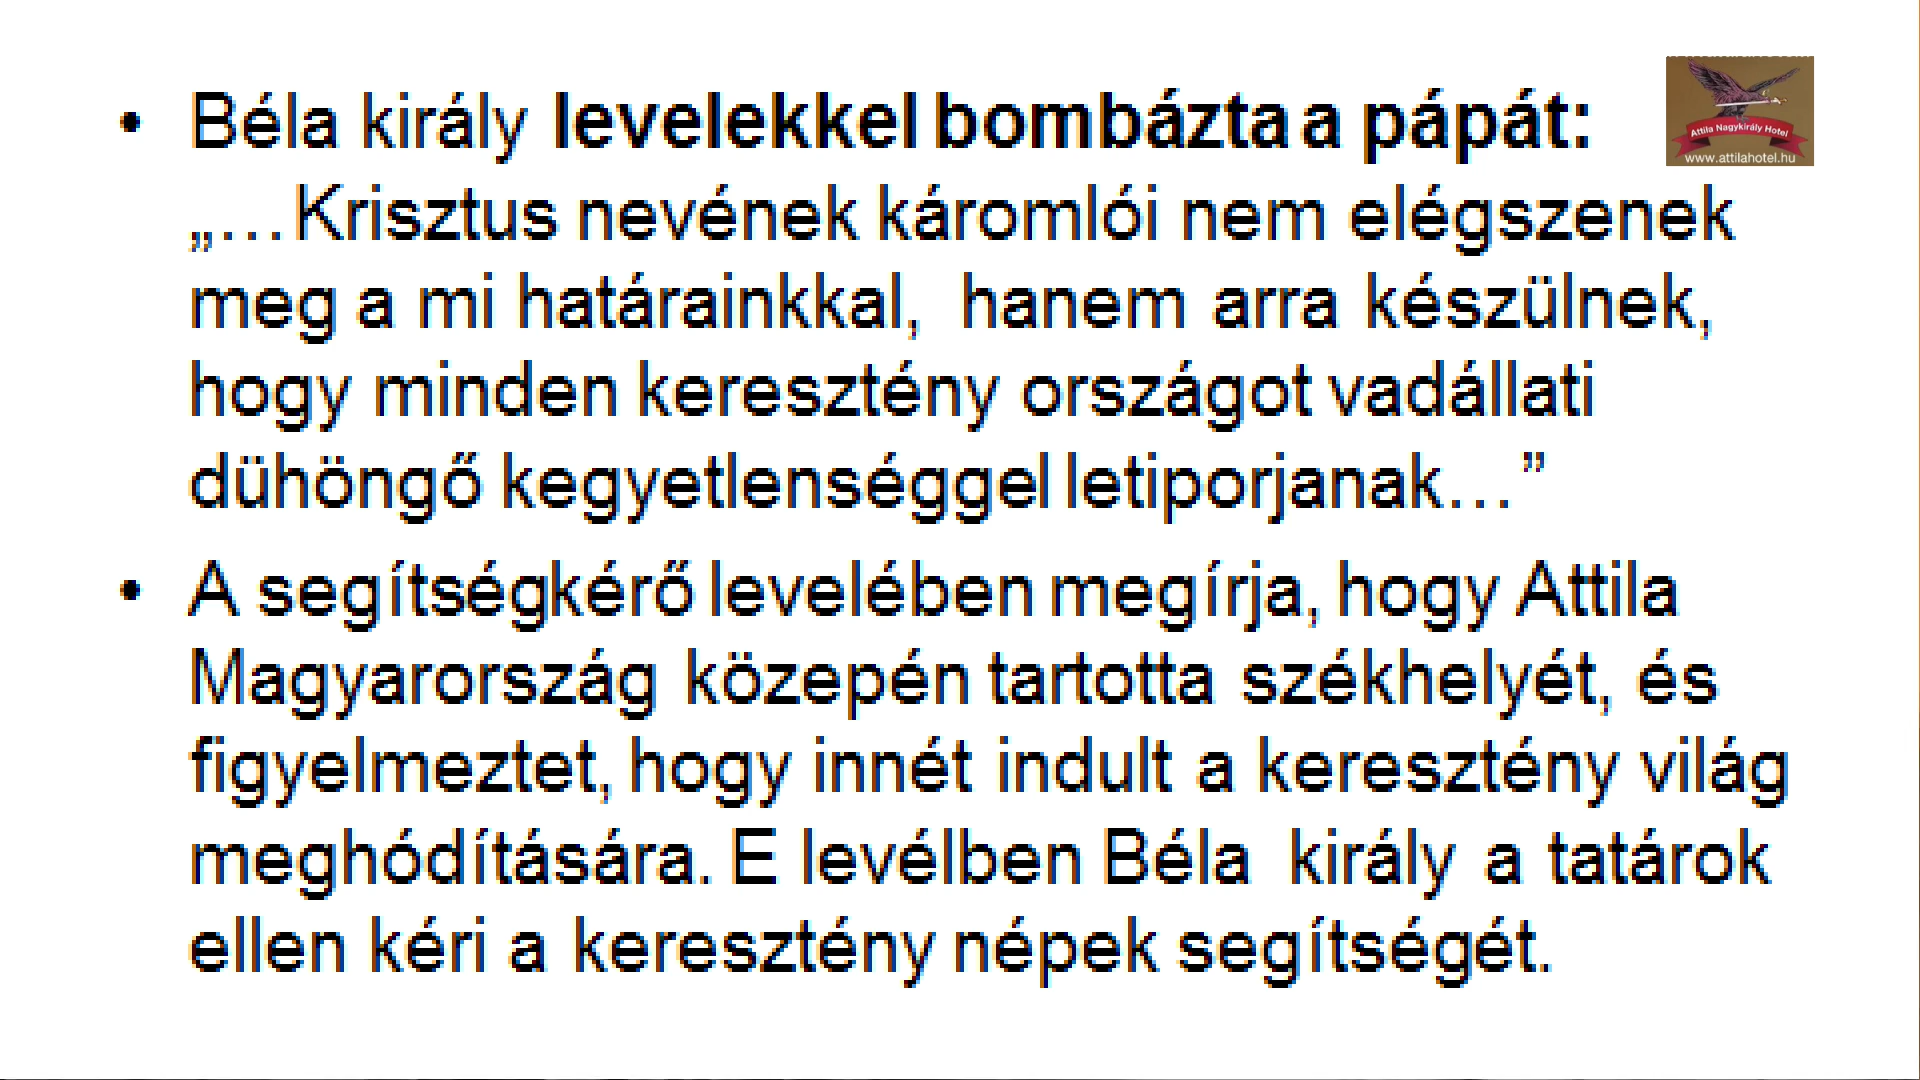 • Béla király levelekkel bombázta a pápát:
Attila Nagykirály Hotel
www.attilahotel.hu
„…Krisztus nevének káromlói nem elégszenek
meg a mi határainkkal, hanem arra készülnek,
hogy minden keresztény országot vadállati
dühöngő kegyetlenséggel letiporjanak…”
• A segítségkérő levelében megírja, hogy Attila
Magyarország közepén tartotta székhelyét, és
figyelmeztet, hogy innét indult a keresztény világ
meghódítására. E levélben Béla király a tatárok
ellen kéri a keresztény népek segítségét.